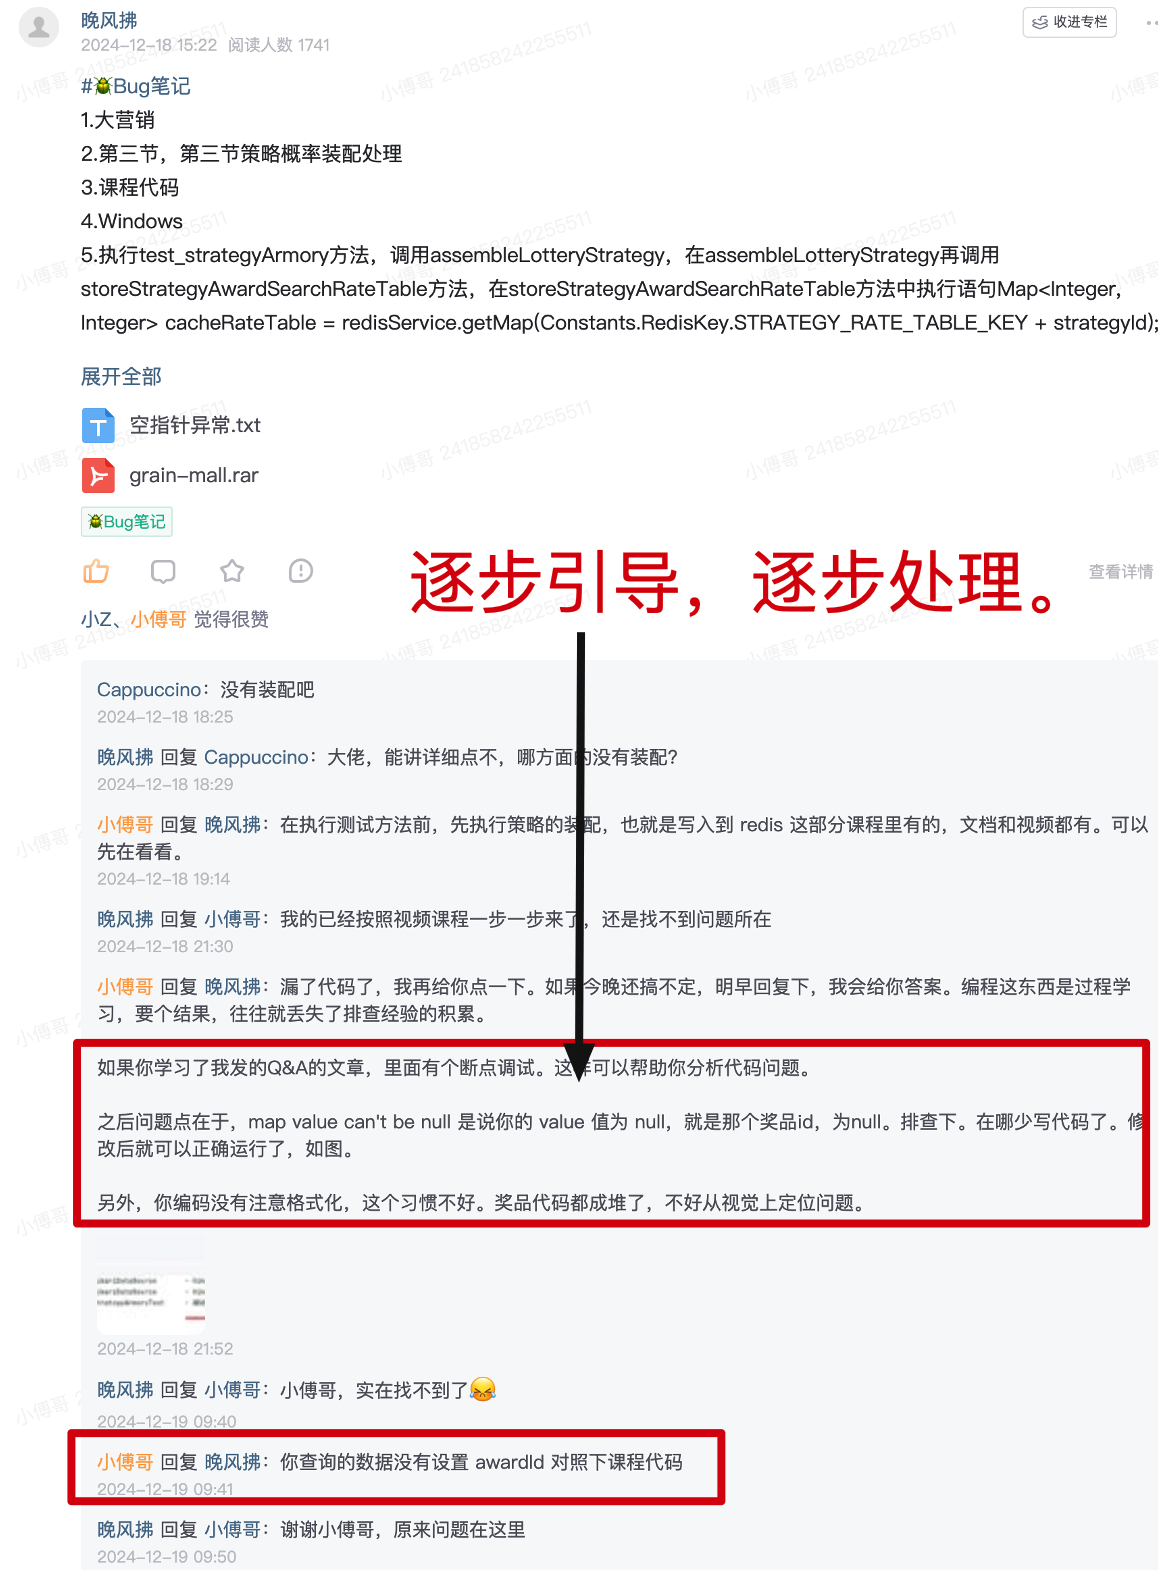 晚风拂
收进专栏
2024-12-18 15:22 阅读人数 1741
#🪲Bug笔记
1.大营销
2.第三节，第三节策略概率装配处理
3.课程代码
4.Windows
5.执行test_strategyArmory方法，调用assembleLotteryStrategy，在assembleLotteryStrategy再调用
storeStrategyAwardSearchRateTable方法，在storeStrategyAwardSearchRateTable方法中执行语句Map<Integer,
Integer> cacheRateTable = redisService.getMap(Constants.RedisKey.STRATEGY_RATE_TABLE_KEY + strategyId);
展开全部
空指针异常.txt
grain-mall.rar
🪲Bug笔记
逐步引导，逐步处理。
查看详情
小Z、小傅哥 觉得很赞
Cappuccino：没有装配吧
2024-12-18 18:25
晚风拂 回复 Cappuccino：大佬，能讲详细点不，哪方面的没有装配？
2024-12-18 18:29
小傅哥 回复 晚风拂：在执行测试方法前，先执行策略的装配，也就是写入到 redis 这部分课程里有的，文档和视频都有。可以
先在看看。
2024-12-18 19:14
晚风拂 回复 小傅哥：我的已经按照视频课程一步一步来了，还是找不到问题所在
2024-12-18 21:30
小傅哥 回复 晚风拂：漏了代码了，我再给你点一下。如果今晚还搞不定，明早回复下，我会给你答案。编程这东西是过程学
习，要个结果，往往就丢失了排查经验的积累。
如果你学习了我发的Q&A的文章，里面有个断点调试。这样可以帮助你分析代码问题。
之后问题点在于，map value can't be null 是说你的 value 值为 null，就是那个奖品id，为null。排查下。在哪少写代码了。修
改后就可以正确运行了，如图。
另外，你编码没有注意格式化，这个习惯不好。奖品代码都成堆了，不好从视觉上定位问题。
2024-12-18 21:52
晚风拂 回复 小傅哥：小傅哥，实在找不到了😹
2024-12-19 09:40
小傅哥 回复 晚风拂：你查询的数据没有设置 awardId 对照下课程代码
2024-12-19 09:41
晚风拂 回复 小傅哥：谢谢小傅哥，原来问题在这里
2024-12-19 09:50
小傅哥 241858242255511